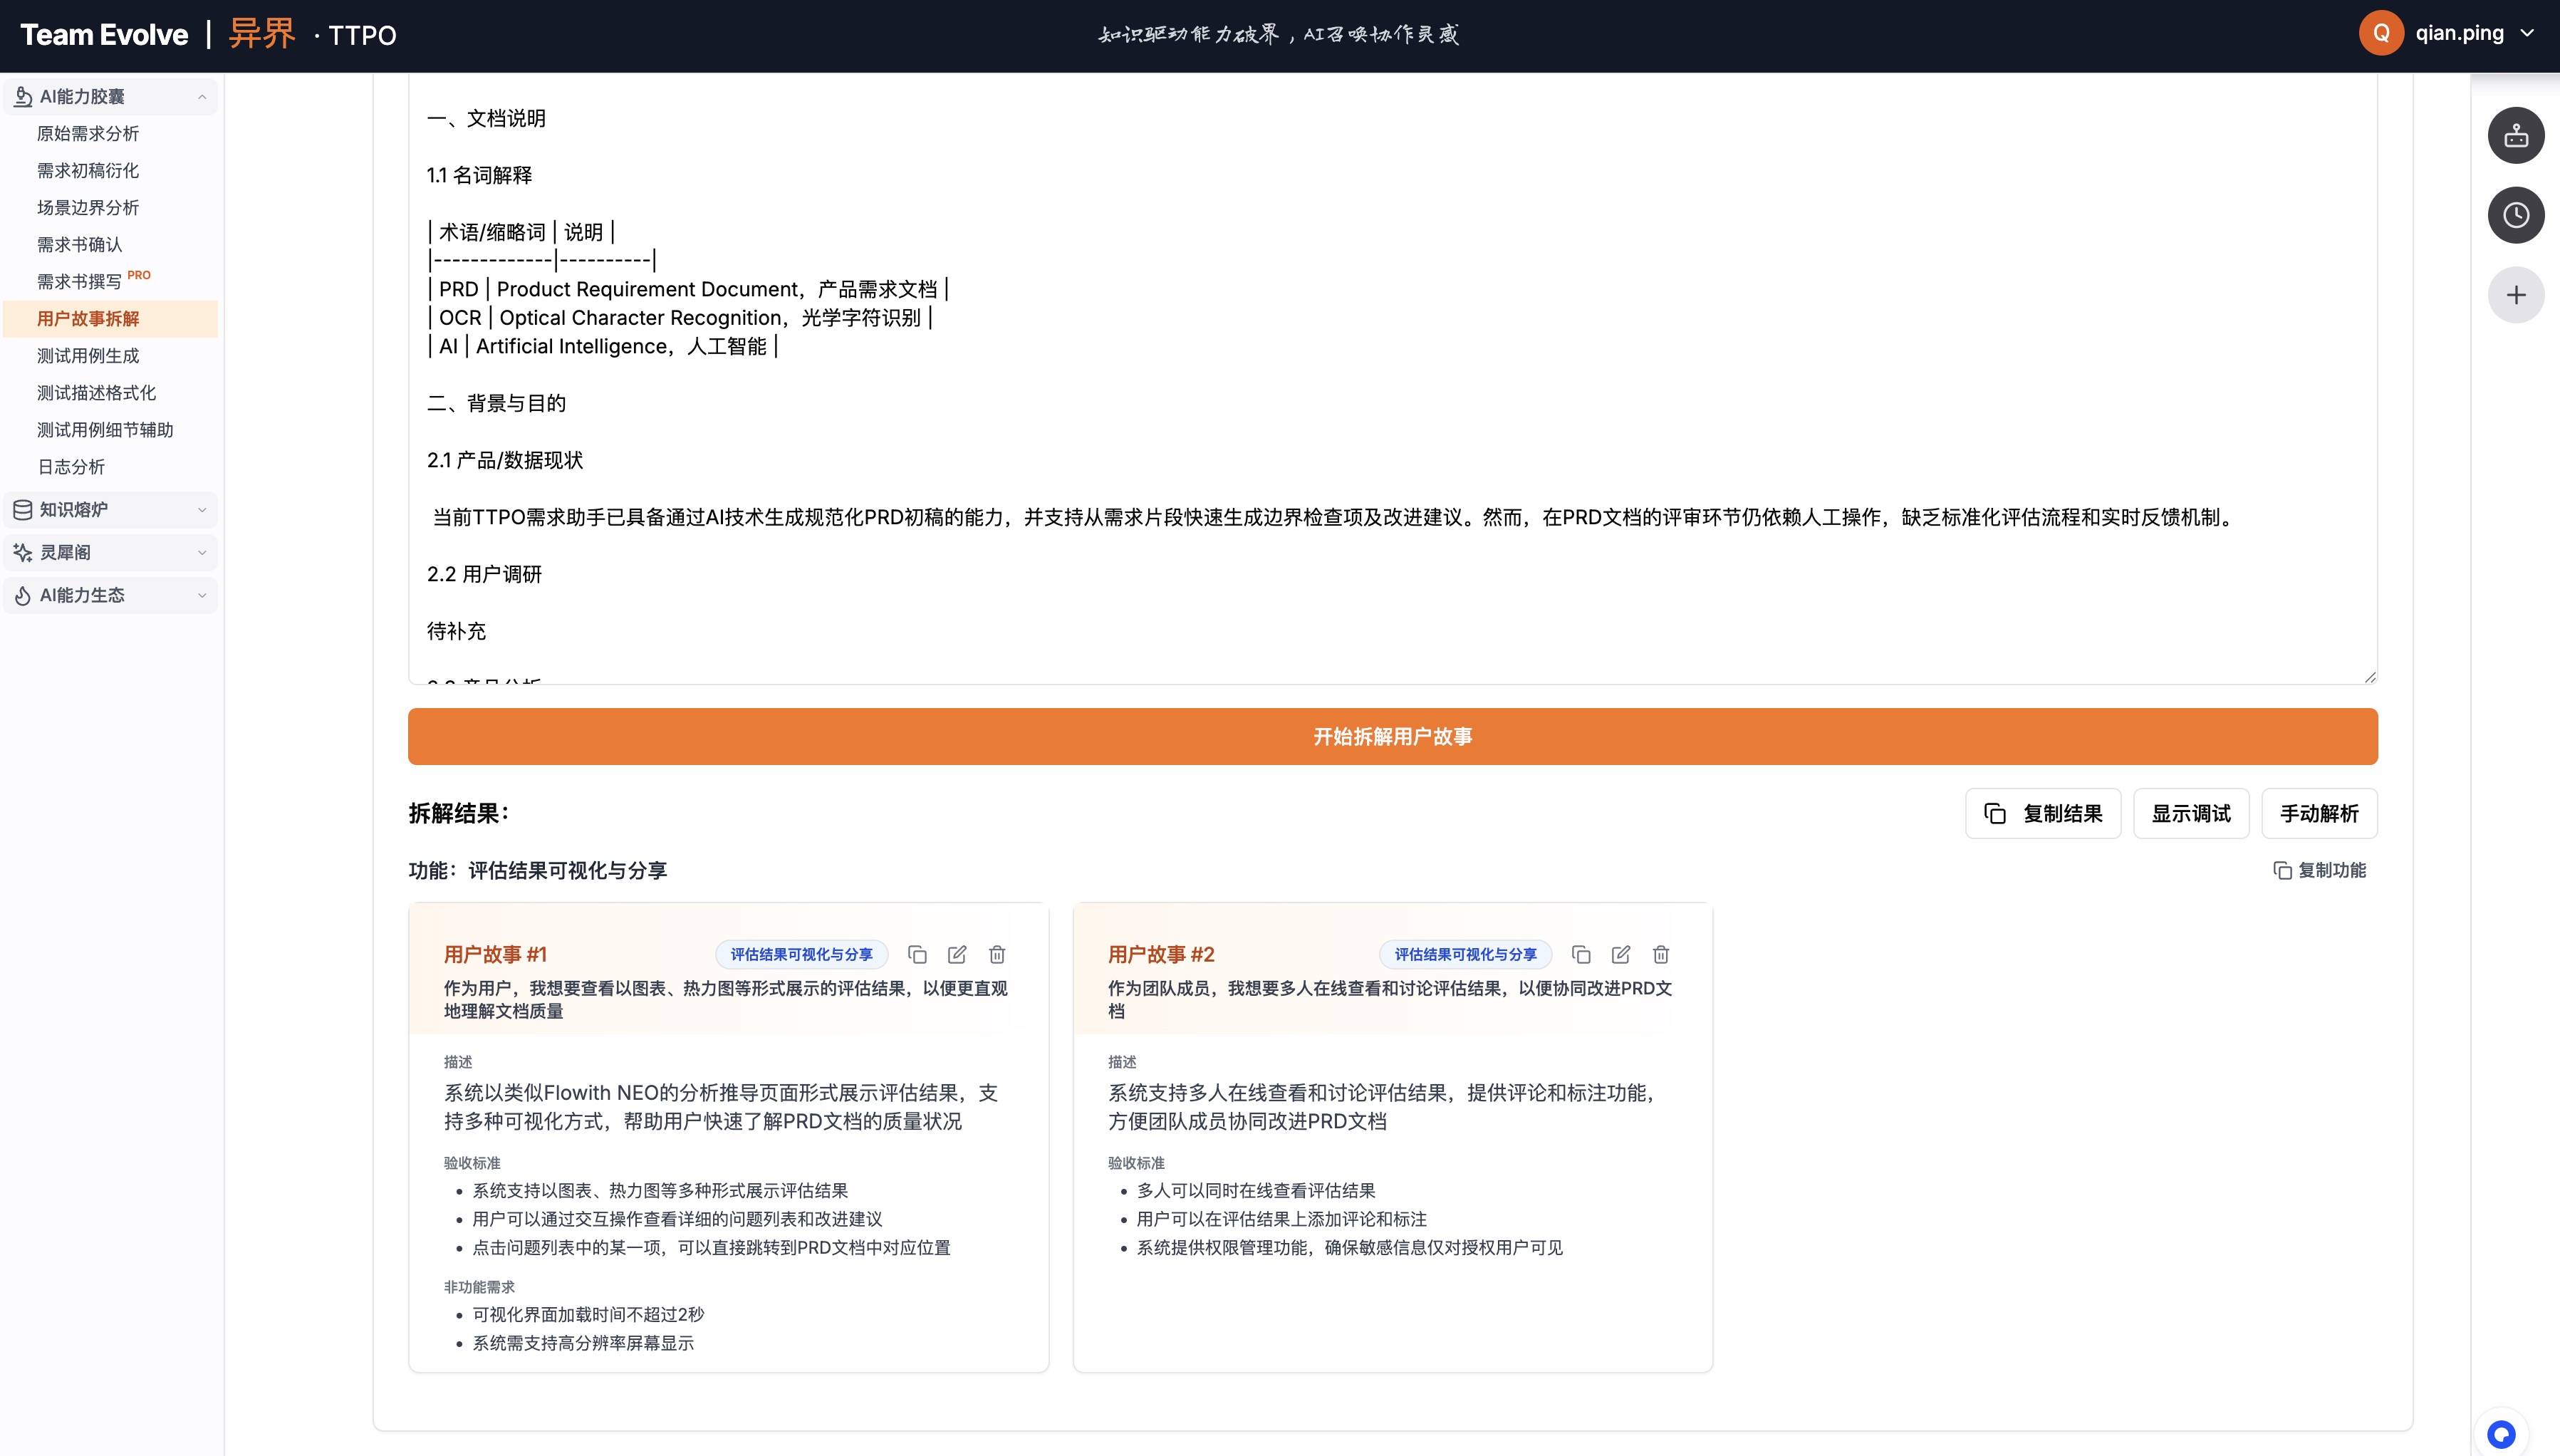 Team Evolve | 异界 · TTPO
知识驱动能力破界，AI召唤协作灵感
Q qian.ping
AI能力胶囊
原始需求分析
需求初稿衍化
场景边界分析
需求书确认
需求书撰写 PRO
用户故事拆解
测试用例生成
测试描述格式化
测试用例细节辅助
日志分析
知识熔炉
灵犀阁
AI能力生态
一、文档说明
1.1 名词解释
| 术语/缩略词 | 说明 |
|-------------|----------|
| PRD | Product Requirement Document，产品需求文档 |
| OCR | Optical Character Recognition，光学字符识别 |
| AI | Artificial Intelligence，人工智能 |
二、背景与目的
2.1 产品/数据现状
当前TTPO需求助手已具备通过AI技术生成规范化PRD初稿的能力，并支持从需求片段快速生成边界检查项及改进建议。然而，在PRD文档的评审环节仍依赖人工操作，缺乏标准化评估流程和实时反馈机制。
2.2 用户调研
待补充
开始拆解用户故事
拆解结果：
复制结果
显示调试
手动解析
功能：评估结果可视化与分享
复制功能
用户故事 #1
评估结果可视化与分享
作为用户，我想要查看以图表、热力图等形式展示的评估结果，以便更直观
地理解文档质量
描述
系统以类似Flowith NEO的分析推导页面形式展示评估结果，支
持多种可视化方式，帮助用户快速了解PRD文档的质量状况
验收标准
• 系统支持以图表、热力图等多种形式展示评估结果
• 用户可以通过交互操作查看详细的问题列表和改进建议
• 点击问题列表中的某一项，可以直接跳转到PRD文档中对应位置
非功能需求
• 可视化界面加载时间不超过2秒
• 系统需支持高分辨率屏幕显示
用户故事 #2
评估结果可视化与分享
作为团队成员，我想要多人在线查看和讨论评估结果，以便协同改进PRD文
档
描述
系统支持多人在线查看和讨论评估结果，提供评论和标注功能，
方便团队成员协同改进PRD文档
验收标准
• 多人可以同时在线查看评估结果
• 用户可以在评估结果上添加评论和标注
• 系统提供权限管理功能，确保敏感信息仅对授权用户可见